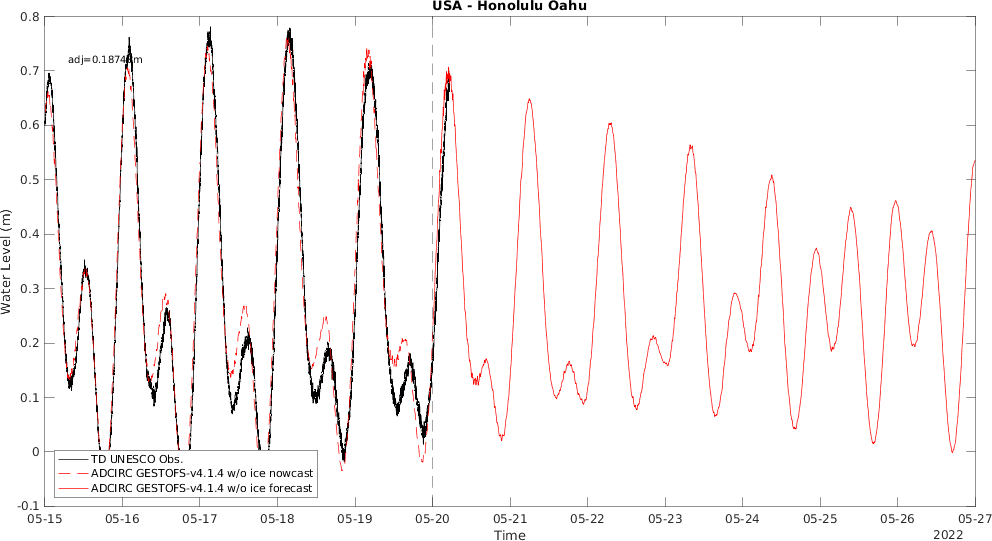 USA - Honolulu Oahu
0.8
adj=0.1874 m
0.7
0.6
0.5
0.4
0.3
0.2
0.1
0
-0.1
Water Level (m)
TD UNESCO Obs.
ADCIRC GESTOFS-v4.1.4 w/o ice nowcast
ADCIRC GESTOFS-v4.1.4 w/o ice forecast
05-15 05-16 05-17 05-18 05-19 05-20 05-21 05-22 05-23 05-24 05-25 05-26 05-27
Time
2022